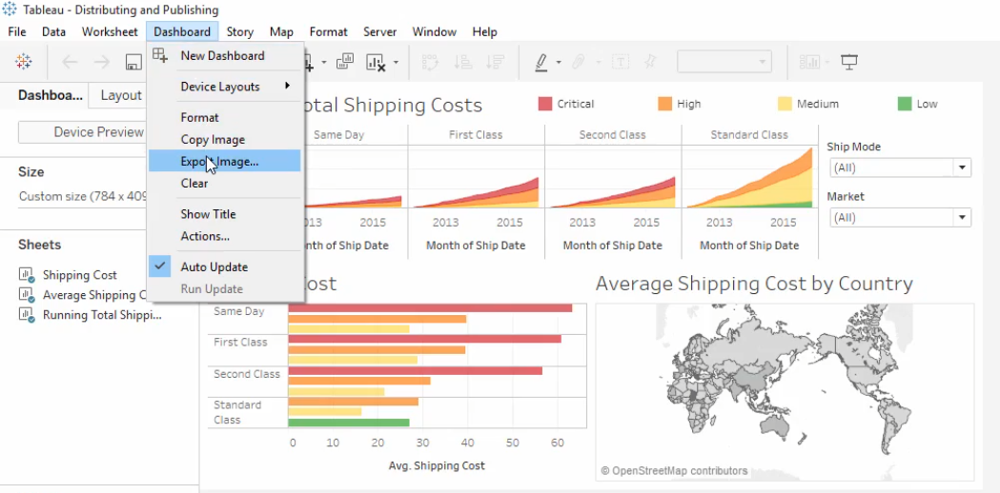 Tableau - Distributing and Publishing
File Data Worksheet Dashboard Story Map Format Server Window Help
New Dashboard
Device Layouts
Format
Copy Image
Export Image...
Clear
Show Title
Actions...
Auto Update
Run Update
Dashboa... Layout
Device Preview
Size
Custom size (784 x 409
Sheets
Shipping Cost
Average Shipping C
Running Total Shippi...
otal Shipping Costs
Critical High Medium Low
Same Day First Class Second Class Standard Class
2013 2015 2013 2015 2013 2015 2013 2015
Month of Ship Date Month of Ship Date Month of Ship Date Month of Ship Date
Ship Mode
(All)
Market
(All)
Cost
Same Day
First Class
Second Class
Standard
Class
0 10 20 30 40 50 60
Avg. Shipping Cost
Average Shipping Cost by Country
© OpenStreetMap contributors